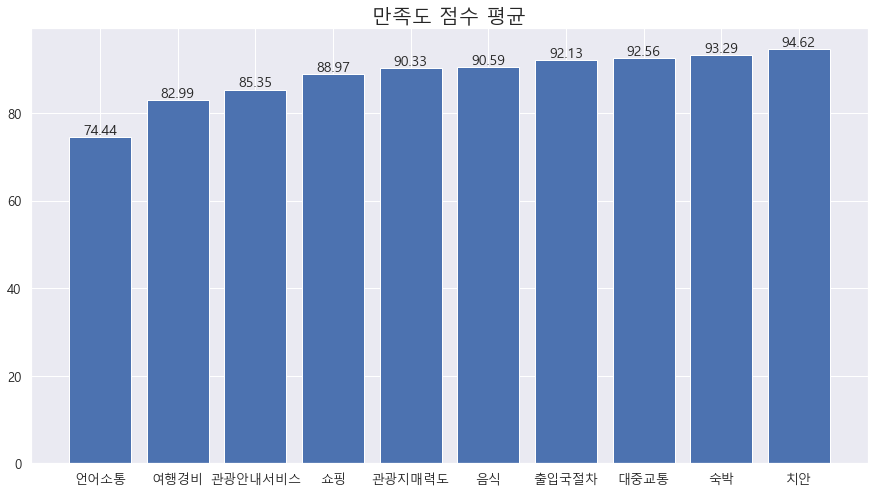 만족도 점수 평균
74.44 82.99 85.35 88.97 90.33 90.59 92.13 92.56 93.29 94.62
80
60
40
20
0
언어소통 여행경비 관광안내서비스 쇼핑 관광지매력도 음식 출입국절차 대중교통 숙박 치안